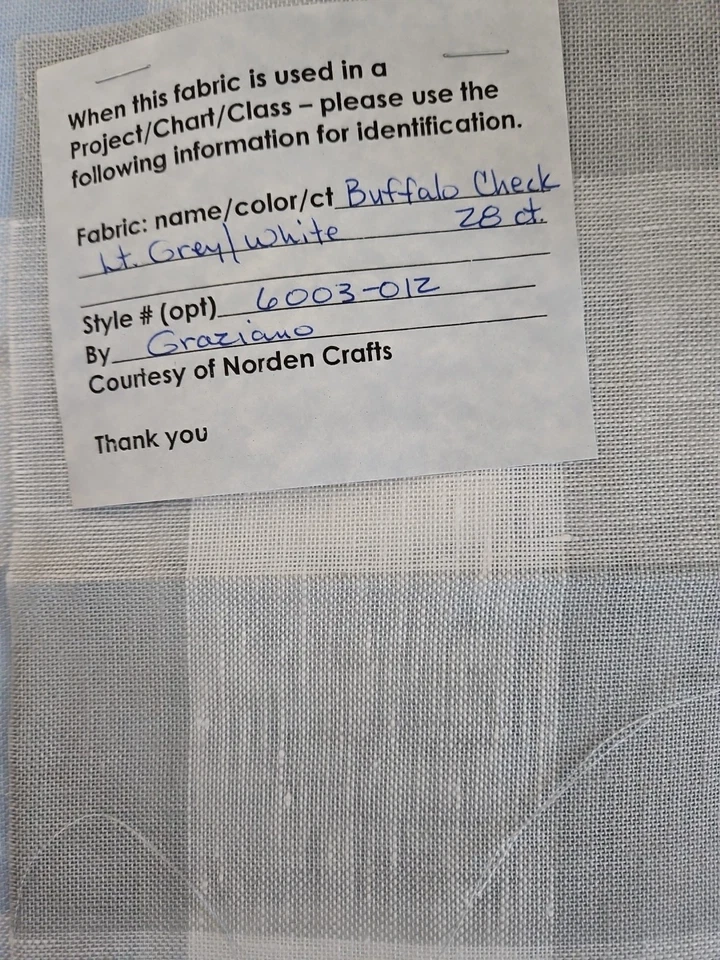 When this fabric is used in a
Project/Chart/Class – please use the
following information for identification.
Fabric: name/color/ct Buffalo Check
Lt. Grey/White 28 ct.
Style # (opt) 6003-012
By Graziano
Courtesy of Norden Crafts
Thank you